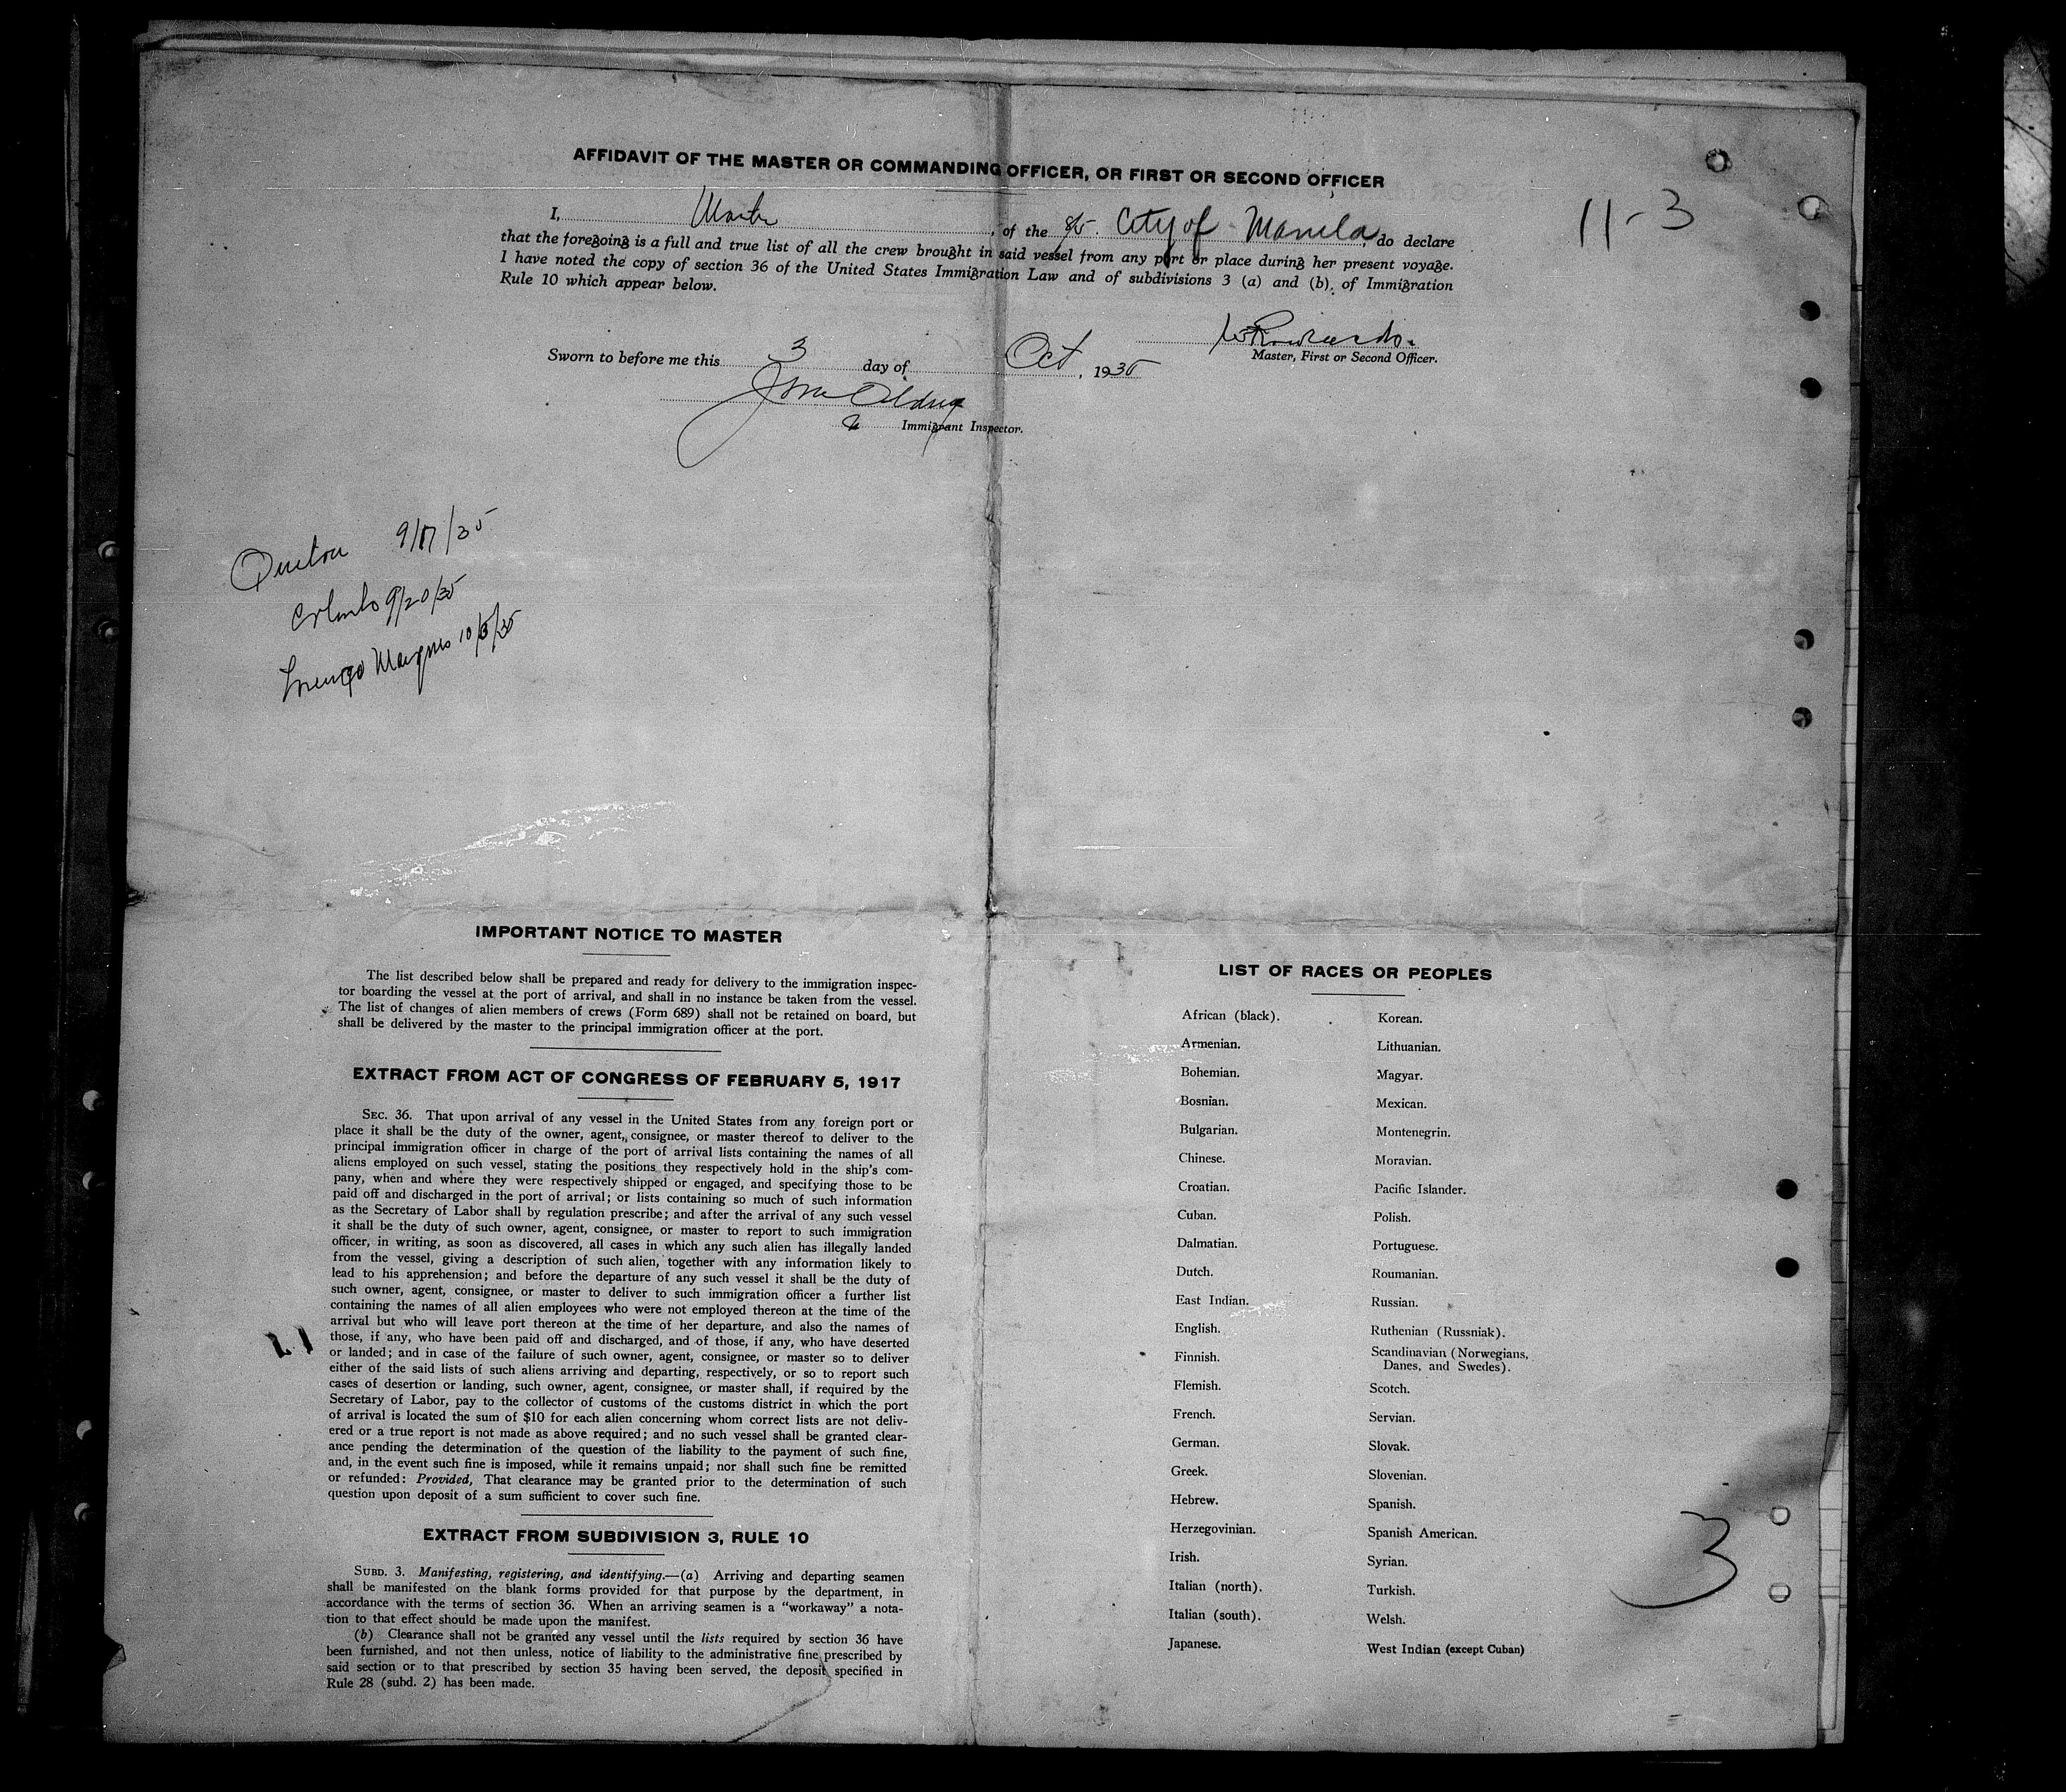 AFFIDAVIT OF THE MASTER OR COMMANDING OFFICER, OR FIRST OR SECOND OFFICER
11-3
I, Master, of the S/S. City of Manila, do declare
that the foregoing is a full and true list of all the crew brought in said vessel from any port or place during her present voyage.
I have noted the copy of section 36 of the United States Immigration Law and of subdivisions 3 (a) and (b), of Immigration
Rule 10 which appear below.
Master, First or Second Officer.
Sworn to before me this 3 day of Oct, 1935
Immigrant Inspector.
9/17/35
9/20/35
Marques 10/3/35
IMPORTANT NOTICE TO MASTER
The list described below shall be prepared and ready for delivery to the immigration inspec-
tor boarding the vessel at the port of arrival, and shall in no instance be taken from the vessel.
The list of changes of alien members of crews (Form 689) shall not be retained on board, but
shall be delivered by the master to the principal immigration officer at the port.
EXTRACT FROM ACT OF CONGRESS OF FEBRUARY 5, 1917
SEC. 36. That upon arrival of any vessel in the United States from any foreign port or
place it shall be the duty of the owner, agent, consignee, or master thereof to deliver to the
principal immigration officer in charge of the port of arrival lists containing the names of all
aliens employed on such vessel, stating the positions they respectively hold in the ship's com-
pany, when and where they were respectively shipped or engaged, and specifying those to be
paid off and discharged in the port of arrival; or lists containing so much of such information
as the Secretary of Labor shall by regulation prescribe; and after the arrival of any such vessel
it shall be the duty of such owner, agent, consignee, or master to report to such immigration
officer, in writing, as soon as discovered, all cases in which any such alien has illegally landed
from the vessel, giving a description of such alien, together with any information likely to
lead to his apprehension; and before the departure of any such vessel it shall be the duty of
such owner, agent, consignee, or master to deliver to such immigration officer a further list
containing the names of all alien employees who were not employed thereon at the time of the
arrival but who will leave port thereon at the time of her departure, and also the names of
those, if any, who have been paid off and discharged, and of those, if any, who have deserted
or landed; and in case of the failure of such owner, agent, consignee, or master so to deliver
either of the said lists of such aliens arriving and departing, respectively, or so to report such
cases of desertion or landing, such owner, agent, consignee, or master shall, if required by the
Secretary of Labor, pay to the collector of customs of the customs district in which the port
of arrival is located the sum of $10 for each alien concerning whom correct lists are not deliv-
ered or a true report is not made as above required; and no such vessel shall be granted clear-
ance pending the determination of the question of the liability to the payment of such fine,
and, in the event such fine is imposed, while it remains unpaid; nor shall such fine be remitted
or refunded: Provided, That clearance may be granted prior to the determination of such
question upon deposit of a sum sufficient to cover such fine.
EXTRACT FROM SUBDIVISION 3, RULE 10
SUBD. 3. Manifesting, registering, and identifying.—(a) Arriving and departing seamen
shall be manifested on the blank forms provided for that purpose by the department, in
accordance with the terms of section 36. When an arriving seamen is a "workaway" a nota-
tion to that effect should be made upon the manifest.
(b) Clearance shall not be granted any vessel until the lists required by section 36 have
been furnished, and not then unless, notice of liability to the administrative fine prescribed by
said section or to that prescribed by section 35 having been served, the deposit specified in
Rule 28 (subd. 2) has been made.
LIST OF RACES OR PEOPLES
African (black).
Armenian.
Bohemian.
Bosnian.
Bulgarian.
Chinese.
Croatian.
Cuban.
Dalmatian.
Dutch.
East Indian.
English.
Finnish.
Flemish.
French.
German.
Greek.
Hebrew.
Herzegovinian.
Irish.
Italian (north).
Italian (south).
Japanese.
Korean.
Lithuanian.
Magyar.
Mexican.
Montenegrin.
Moravian.
Pacific Islander.
Polish.
Portuguese.
Roumanian.
Russian.
Ruthenian (Russniak).
Scandinavian (Norwegians,
Danes, and Swedes).
Scotch.
Servian.
Slovak.
Slovenian.
Spanish.
Spanish American.
Syrian.
Turkish.
Welsh.
West Indian (except Cuban)
3